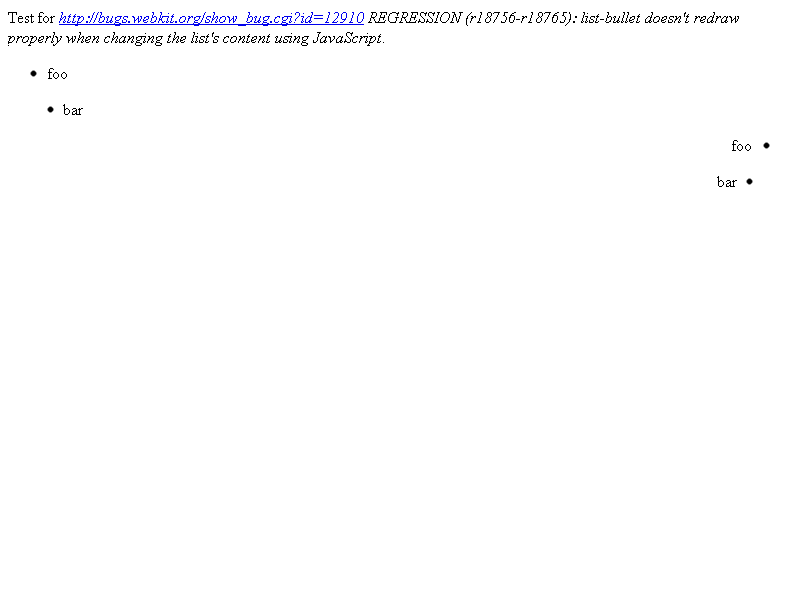 Test for http://bugs.webkit.org/show_bug.cgi?id=12910 REGRESSION (r18756-r18765): list-bullet doesn't redraw
properly when changing the list's content using JavaScript.
• foo
• bar
foo •
bar •